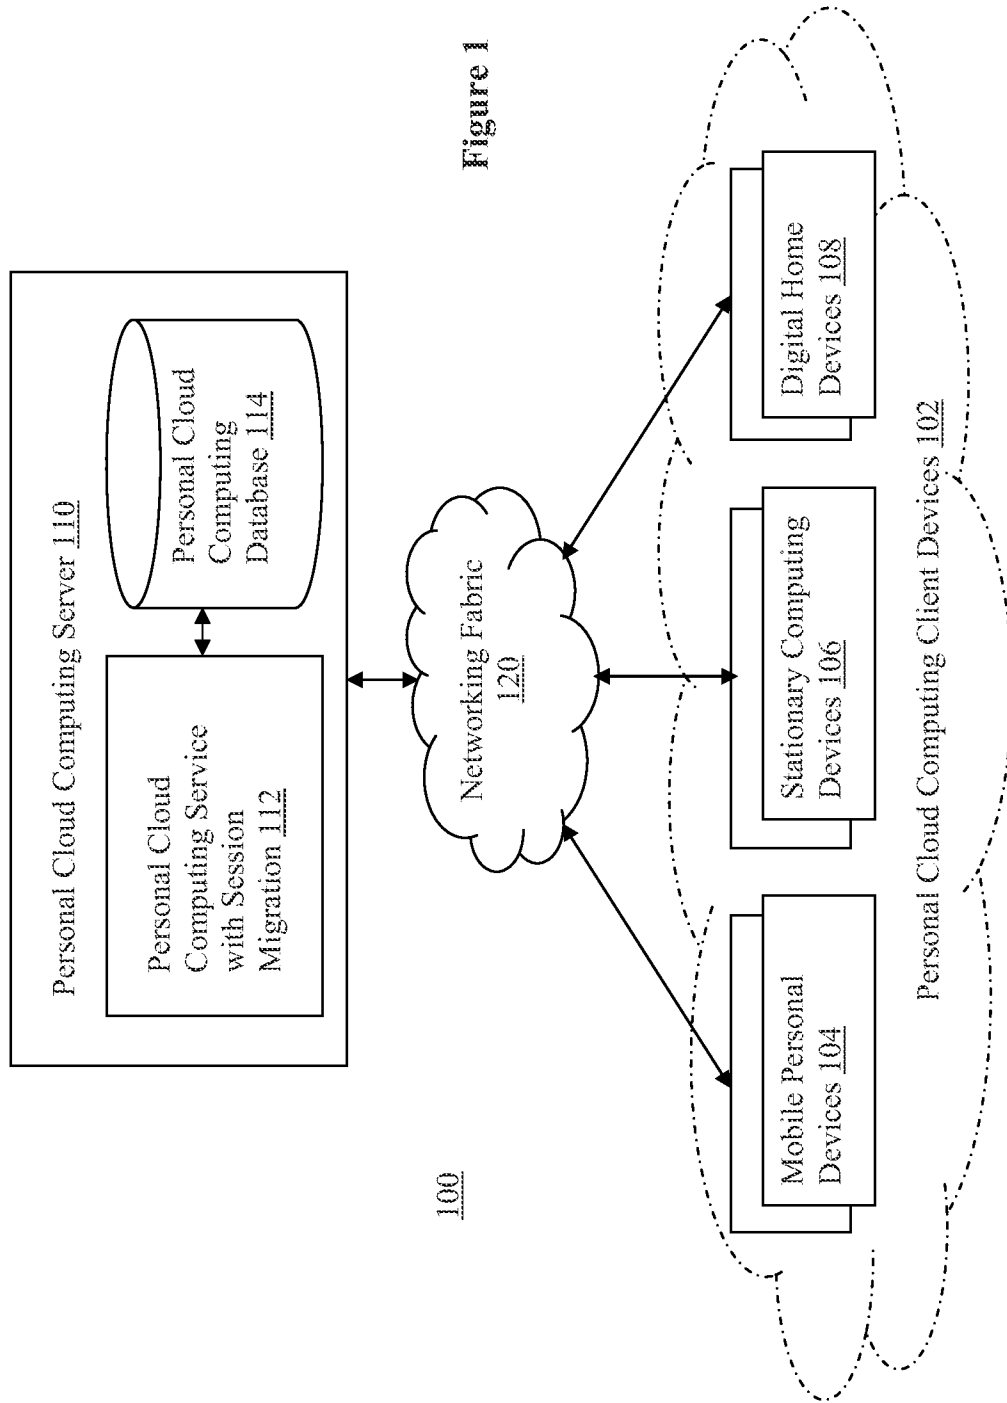 Personal Cloud Computing Server 110
Personal Cloud
Computing Service
with Session
Migration 112
Personal Cloud
Computing
Database 114
Networking Fabric
120
100
Figure 1
Mobile Personal
Devices 104
Stationary Computing
Devices 106
Digital Home
Devices 108
Personal Cloud Computing Client Devices 102